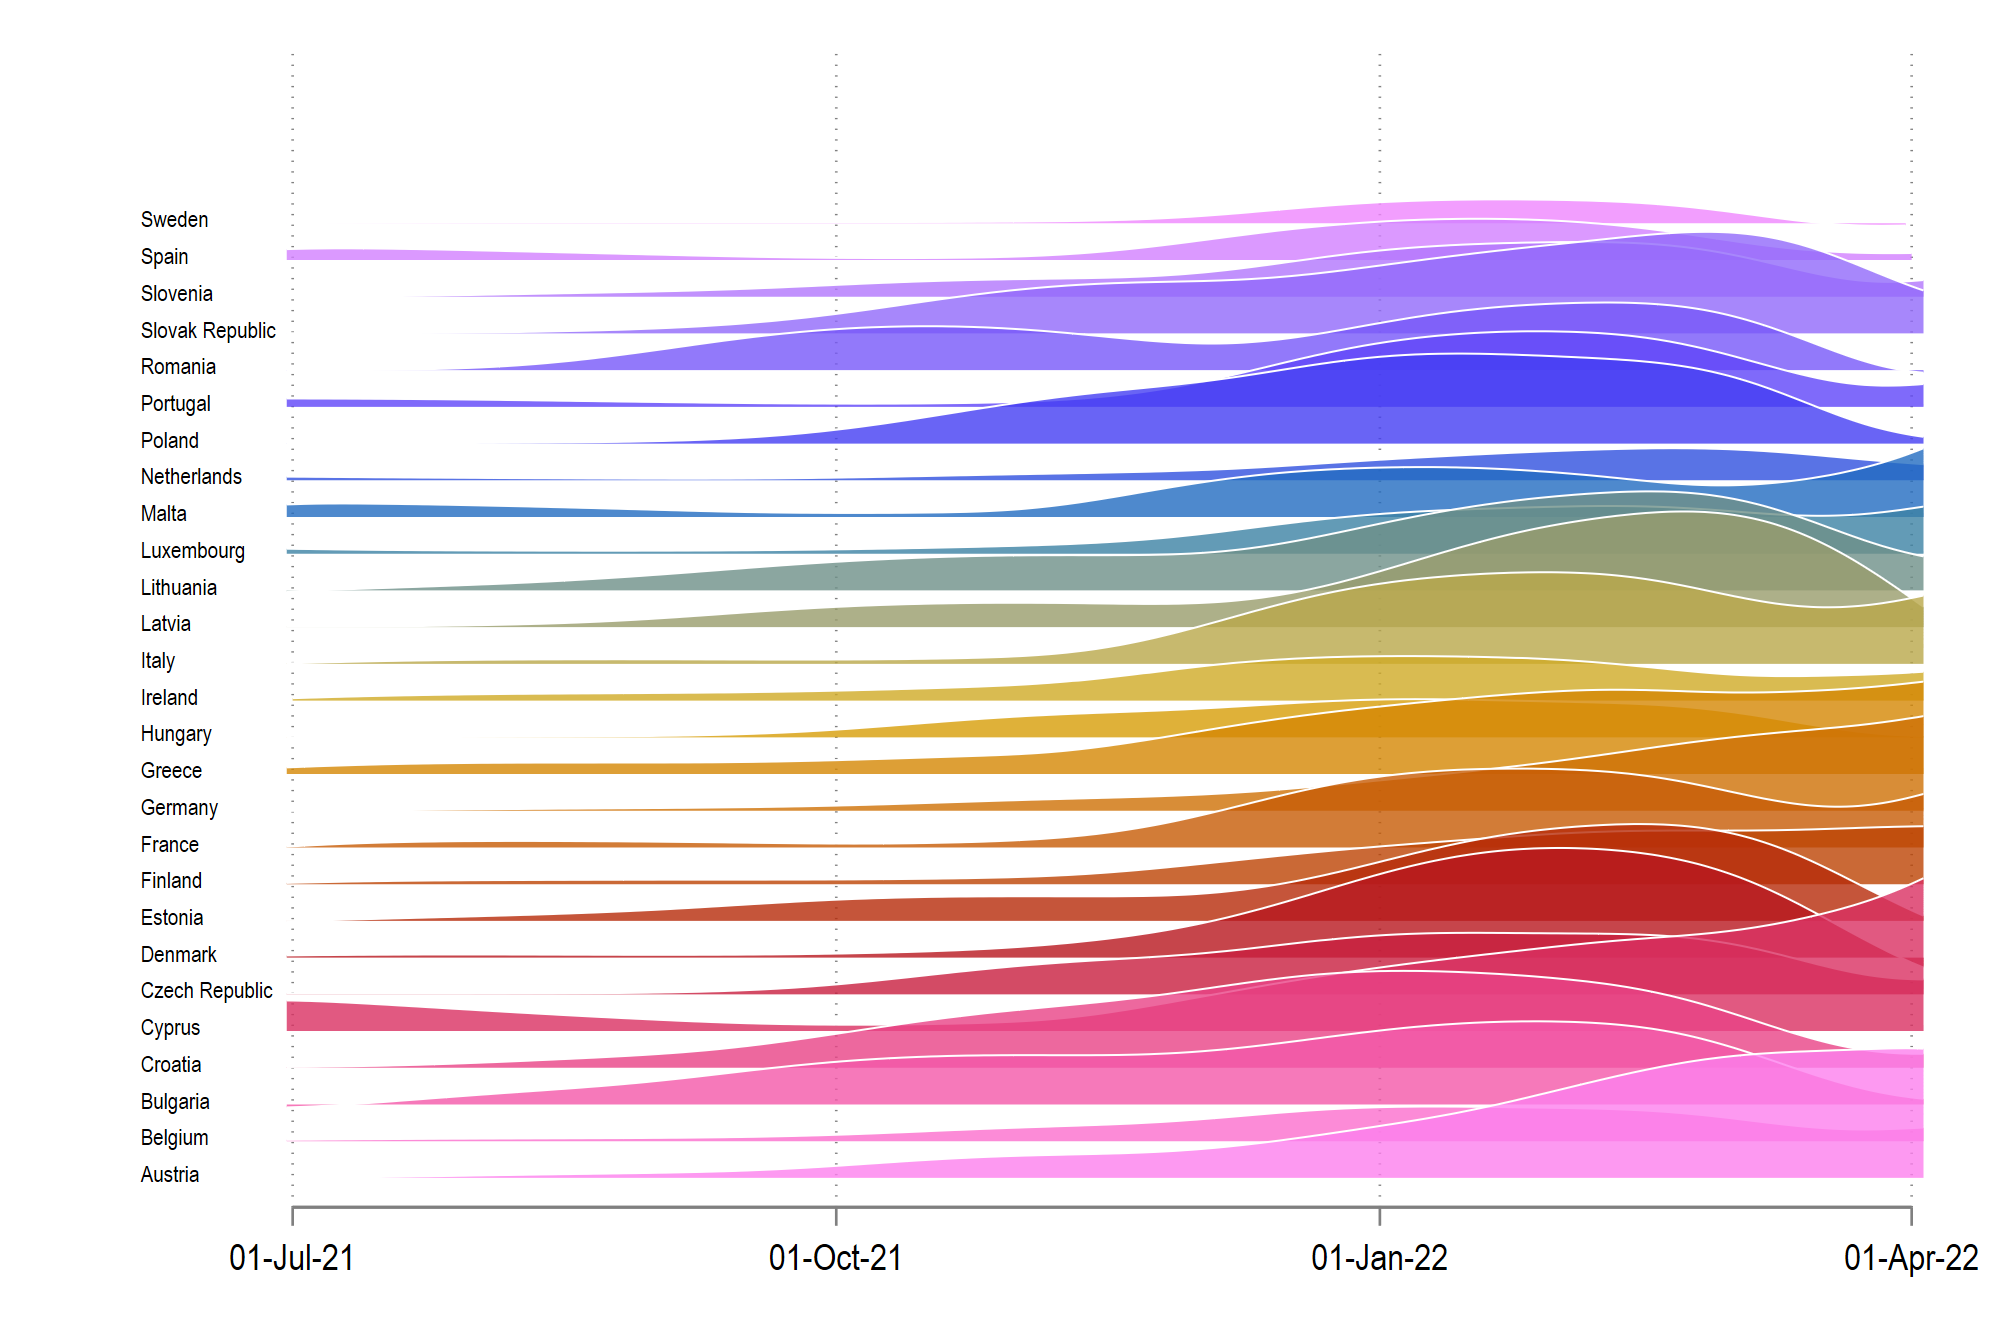 Sweden
Spain
Slovenia
Slovak Republic
Romania
Portugal
Poland
Netherlands
Malta
Luxembourg
Lithuania
Latvia
Italy
Ireland
Hungary
Greece
Germany
France
Finland
Estonia
Denmark
Czech Republic
Cyprus
Croatia
Bulgaria
Belgium
Austria
01-Jul-21 01-Oct-21 01-Jan-22 01-Apr-22